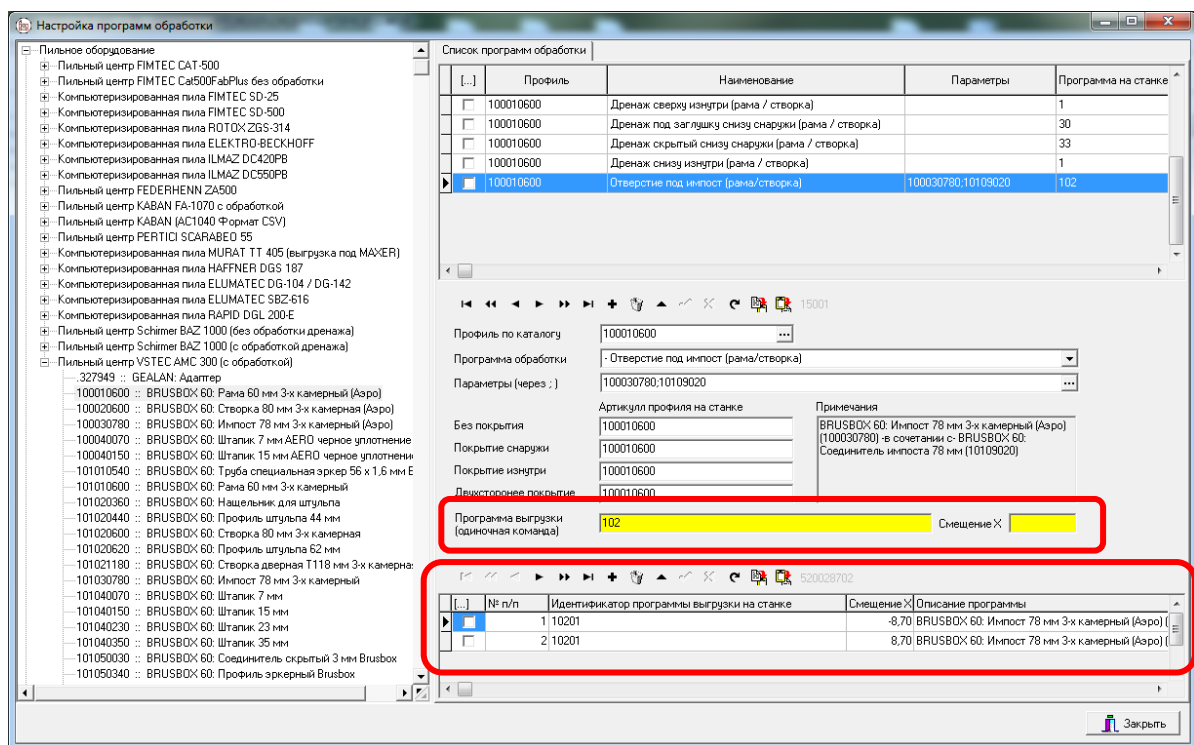 Настройка программ обработки
Пильное оборудование
Пильный центр FIMTEC CAT-500
Пильный центр FIMTEC Cat500FabPlus без обработки
Компьютеризированная пила FIMTEC SD-25
Компьютеризированная пила FIMTEC SD-500
Компьютеризированная пила ROTOX ZGS-314
Компьютеризированная пила ELEKTRO-BECKHOFF
Компьютеризированная пила ILMAZ DC420PB
Компьютеризированная пила ILMAZ DC550PB
Пильный центр FEDERHENN ZA500
Пильный центр KABAN FA-1070 с обработкой
Пильный центр KABAN (AC1040 Формат CSV)
Пильный центр PERTICI SCARABEO 55
Компьютеризированная пила MURAT TT 405 (выгрузка под MAXER)
Компьютеризированная пила HAFFNER DGS 187
Компьютеризированная пила ELUMATEC DG-104 / DG-142
Компьютеризированная пила ELUMATEC SBZ-616
Компьютеризированная пила RAPID DGL 200-E
Пильный центр Schirmer BAZ 1000 (без обработки дренажа)
Пильный центр Schirmer BAZ 1000 (с обработкой дренажа)
Пильный центр VSTEC AMC 300 (с обработкой)
.327949 :: GEALAN: Адаптер
100010600 :: BRUSBOX 60: Рама 60 мм 3-х камерный (Аэро)
100020600 :: BRUSBOX 60: Створка 80 мм 3-х камерная (Аэро)
100030780 :: BRUSBOX 60: Импост 78 мм 3-х камерный (Аэро)
100040070 :: BRUSBOX 60: Штапик 7 мм AERO черное уплотнение
100040150 :: BRUSBOX 60: Штапик 15 мм AERO черное уплотнени
101010540 :: BRUSBOX 60: Труба специальная эркер 56 x 1,6 мм E
101010600 :: BRUSBOX 60: Рама 60 мм 3-х камерный
101020360 :: BRUSBOX 60: Нащельник для штульпа
101020440 :: BRUSBOX 60: Профиль штульпа 44 мм
101020600 :: BRUSBOX 60: Створка 80 мм 3-х камерная
101020620 :: BRUSBOX 60: Профиль штульпа 62 мм
101021180 :: BRUSBOX 60: Створка дверная Т118 мм 3-х камерна
101030780 :: BRUSBOX 60: Импост 78 мм 3-х камерный
101040070 :: BRUSBOX 60: Штапик 7 мм
101040150 :: BRUSBOX 60: Штапик 15 мм
101040230 :: BRUSBOX 60: Штапик 23 мм
101040350 :: BRUSBOX 60: Штапик 35 мм
101050030 :: BRUSBOX 60: Соединитель скрытый 3 мм Brusbox
101050340 :: BRUSBOX 60: Профиль эркерный Brusbox
Список программ обработки
[...] Профиль Наименование Параметры Программа на станке
100010600 Дренаж сверху изнутри (рама / створка) 1
100010600 Дренаж под заглушку снизу снаружи (рама / створка) 30
100010600 Дренаж скрытый снизу снаружи (рама / створка) 33
100010600 Дренаж снизу изнутри (рама / створка) 1
100010600 Отверстие под импост (рама/створка) 100030780;10109020 102
15001
Профиль по каталогу 100010600 ...
Программа обработки - Отверстие под импост (рама/створка)
Параметры (через ; ) 100030780;10109020 ...
Артикулл профиля на станке Примечания
Без покрытия 100010600
Покрытие снаружи 100010600
Покрытие изнутри 100010600
Двухсторонее покрытие 100010600
BRUSBOX 60: Импост 78 мм 3-х камерный (Аэро)
(100030780) -в сочетании с- BRUSBOX 60:
Соединитель импоста 78 мм (10109020)
Программа выгрузки
(одиночная команда) 102 Смещение X
520028702
[...] № п/п Идентификатор программы выгрузки на станке Смещение X Описание программы
1 10201 -8,70 BRUSBOX 60: Импост 78 мм 3-х камерный (Аэро) (
2 10201 8,70 BRUSBOX 60: Импост 78 мм 3-х камерный (Аэро) (
Закрыть